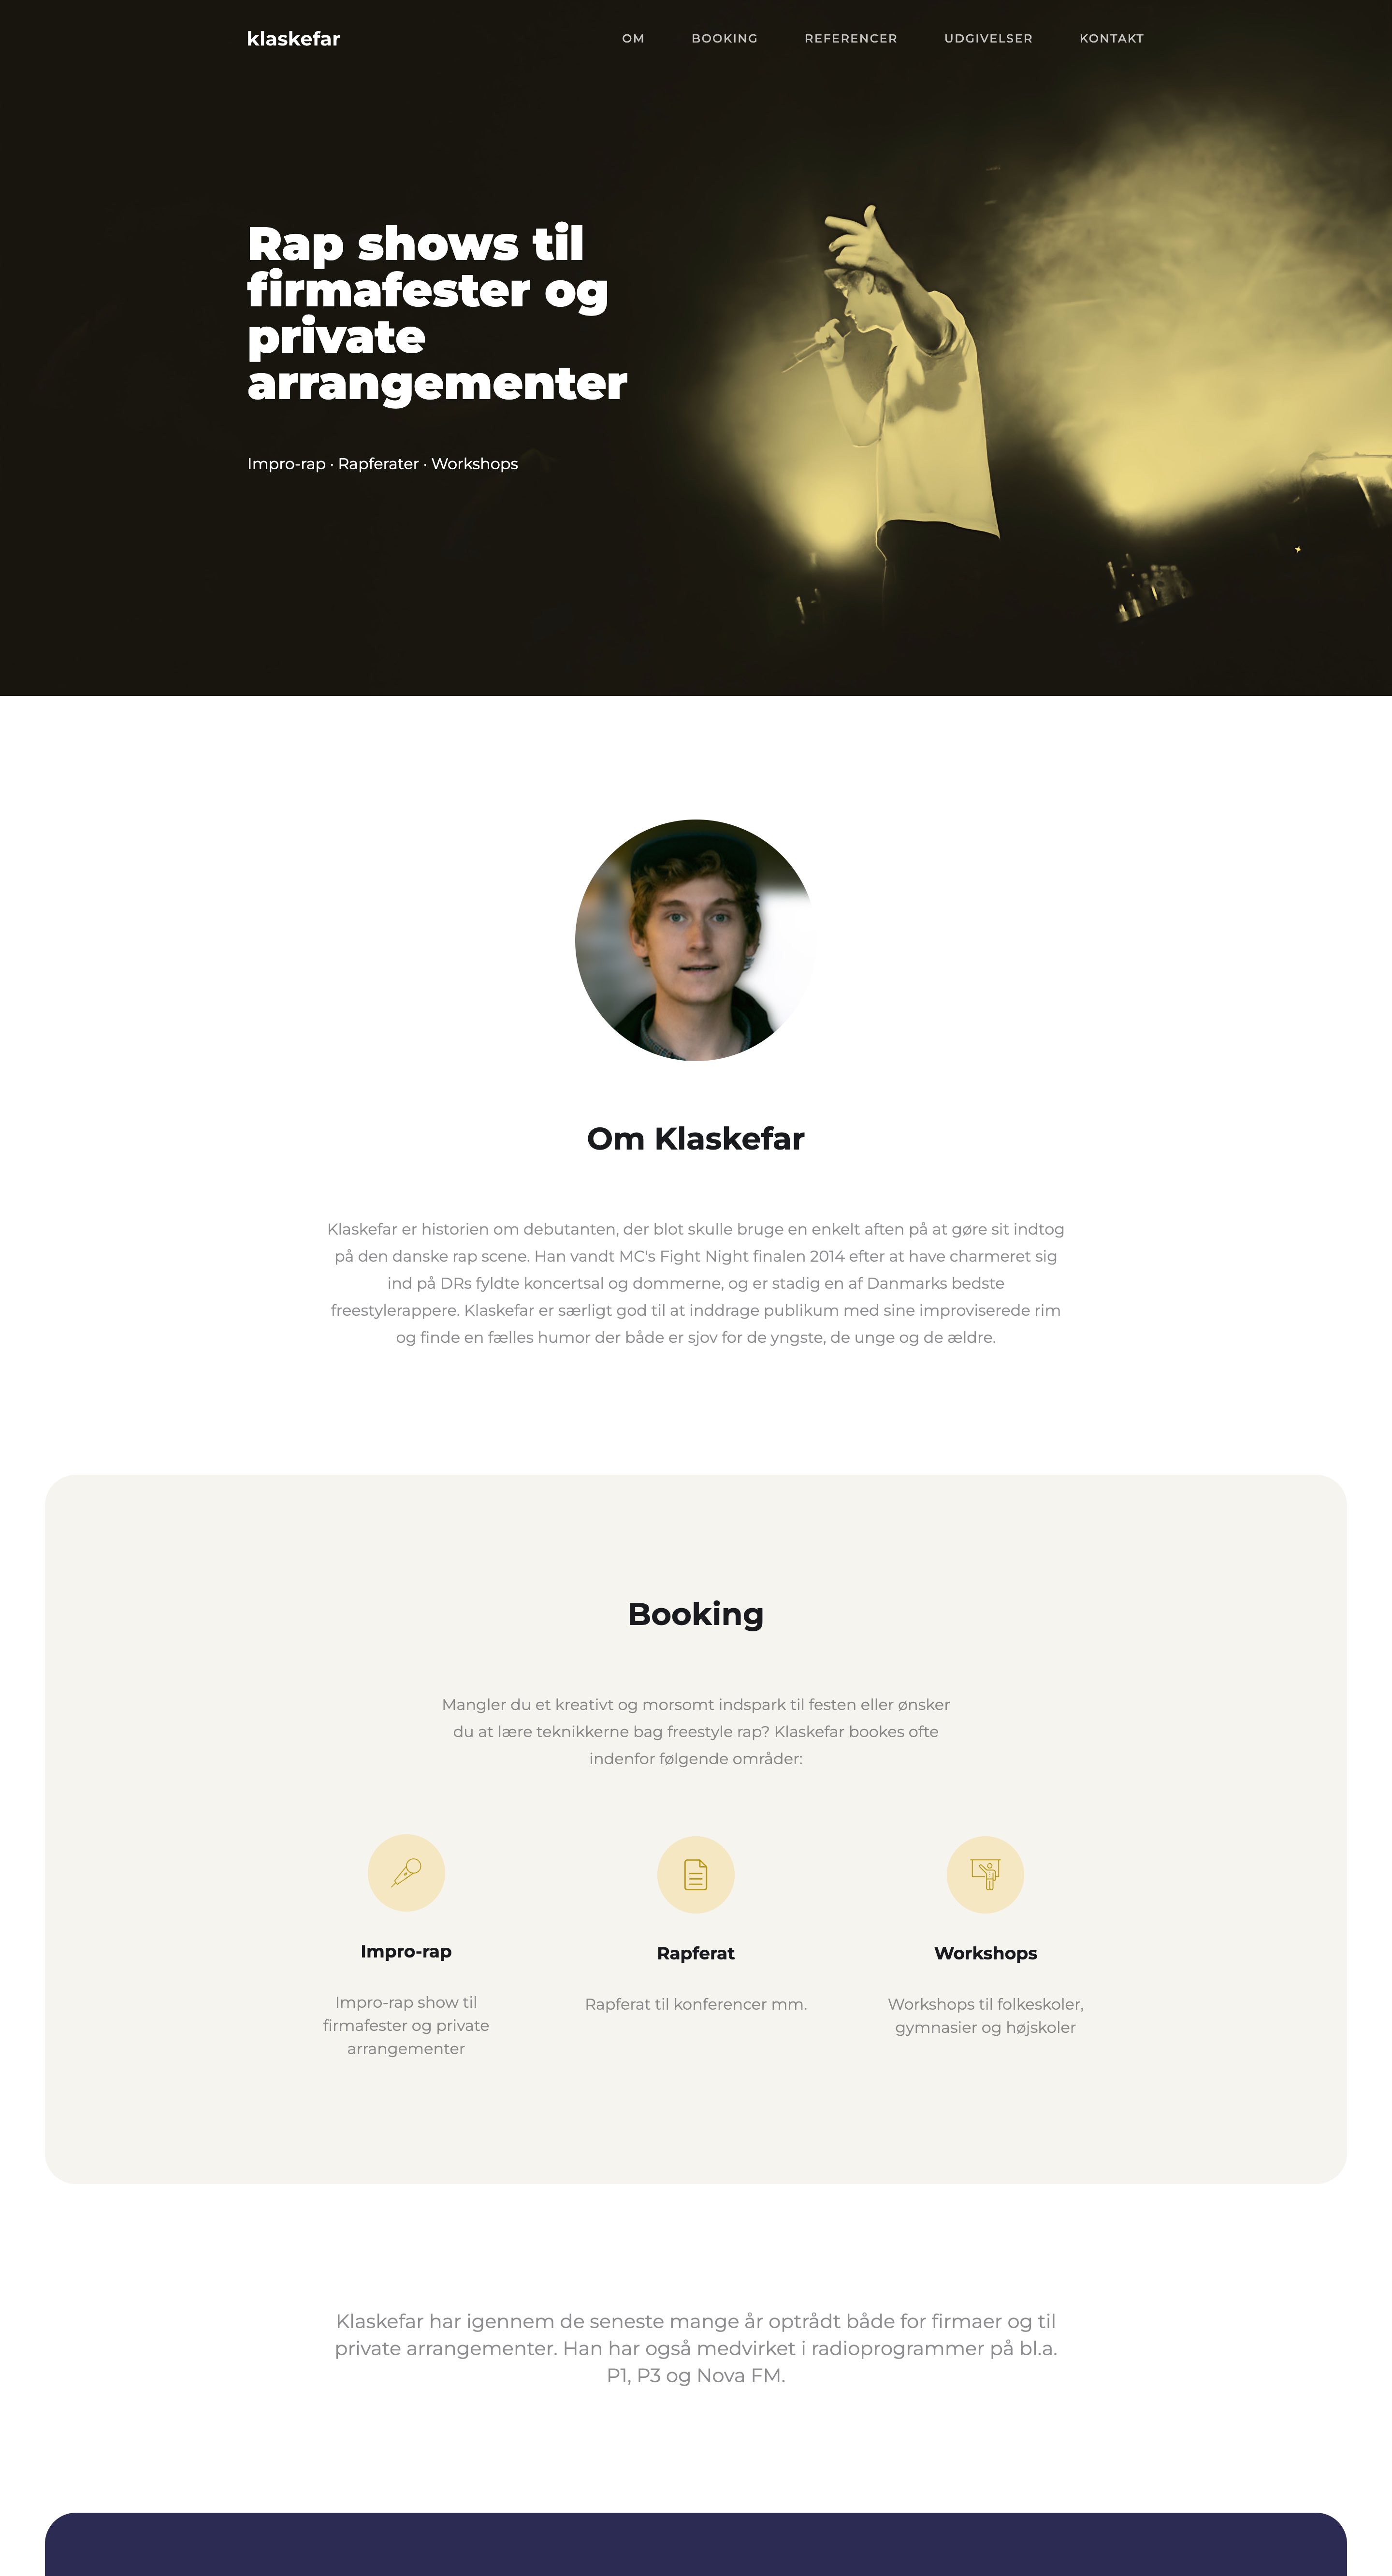 klaskefar
OM BOOKING REFERENCER UDGIVELSER KONTAKT
Rap shows til
firmafester og
private
arrangementer
Impro-rap · Rapferater · Workshops
Om Klaskefar
Klaskefar er historien om debutanten, der blot skulle bruge en enkelt aften på at gøre sit indtog
på den danske rap scene. Han vandt MC's Fight Night finalen 2014 efter at have charmeret sig
ind på DRs fyldte koncertsal og dommerne, og er stadig en af Danmarks bedste
freestylerappere. Klaskefar er særligt god til at inddrage publikum med sine improviserede rim
og finde en fælles humor der både er sjov for de yngste, de unge og de ældre.
Booking
Mangler du et kreativt og morsomt indspark til festen eller ønsker
du at lære teknikkerne bag freestyle rap? Klaskefar bookes ofte
indenfor følgende områder:
Impro-rap
Impro-rap show til
firmafester og private
arrangementer
Rapferat
Rapferat til konferencer mm.
Workshops
Workshops til folkeskoler,
gymnasier og højskoler
Klaskefar har igennem de seneste mange år optrådt både for firmaer og til
private arrangementer. Han har også medvirket i radioprogrammer på bl.a.
P1, P3 og Nova FM.